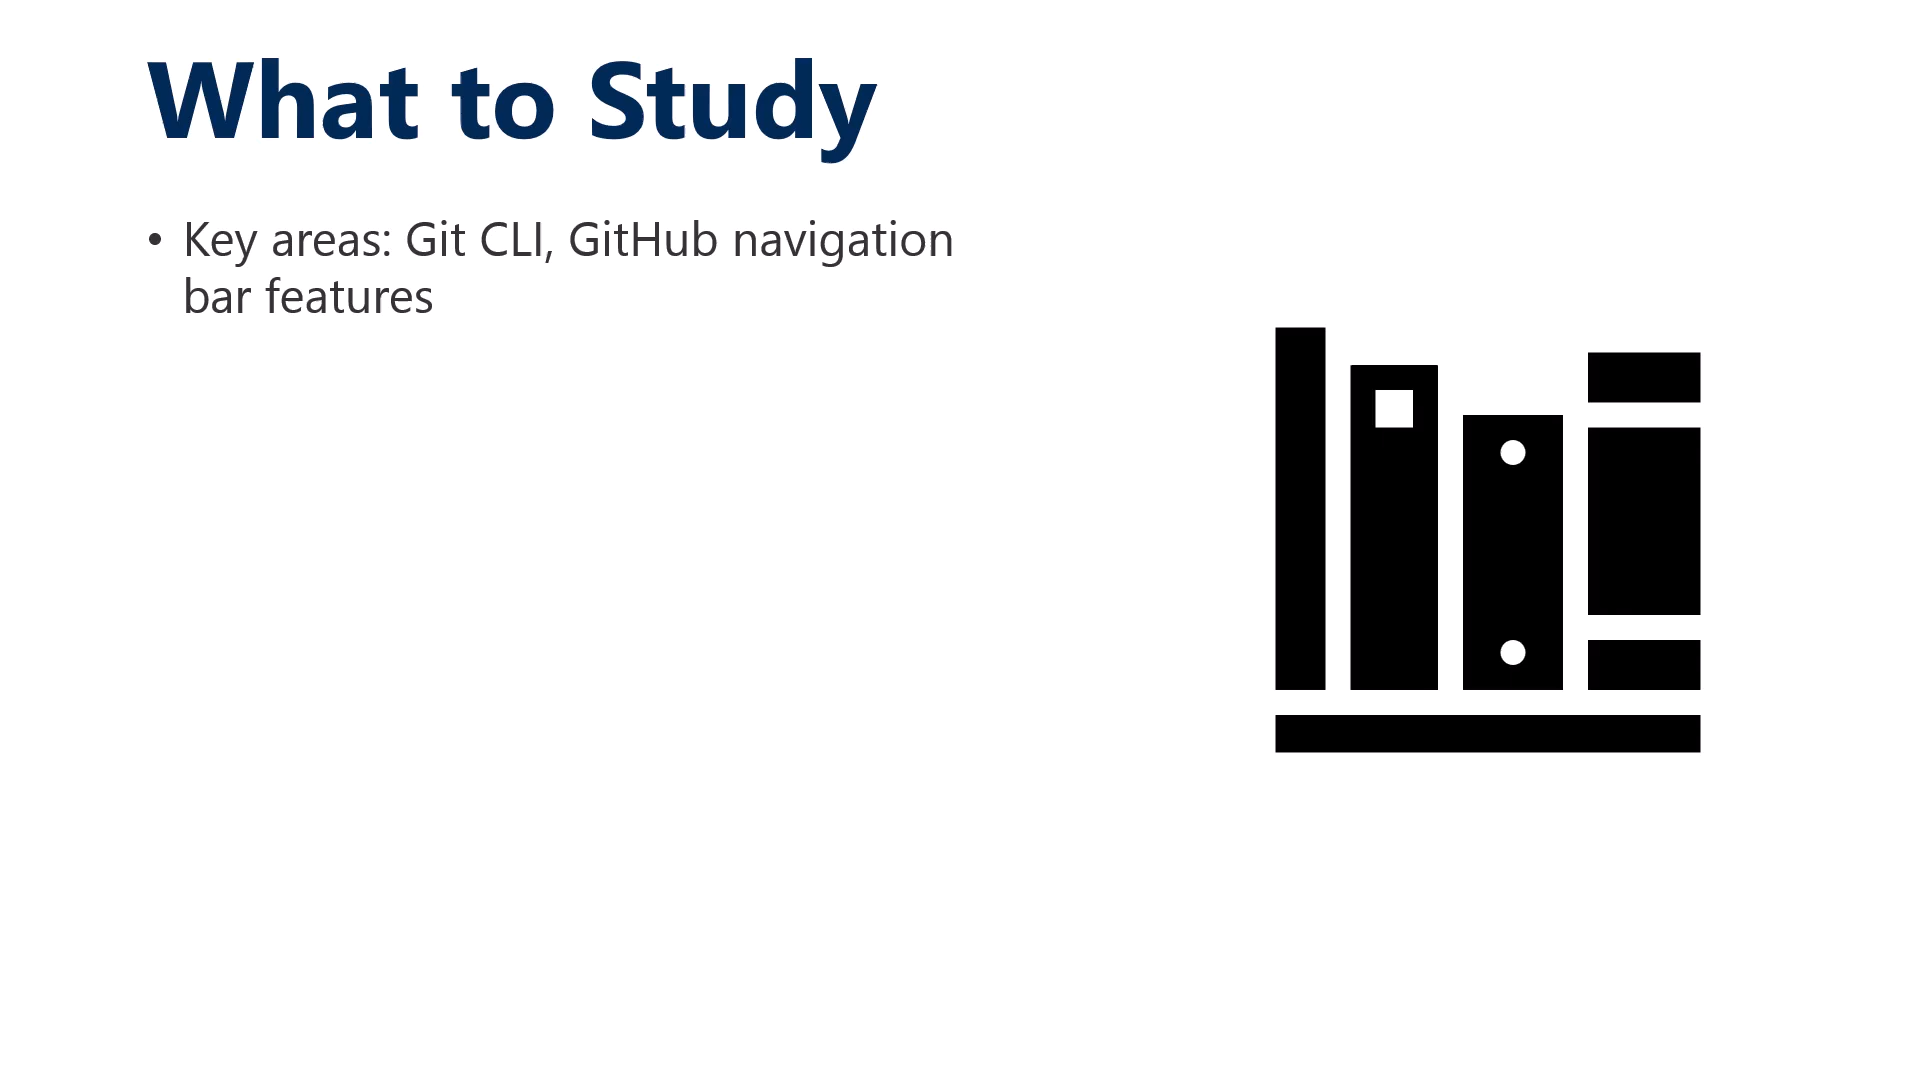 What to Study
• Key areas: Git CLI, GitHub navigation
bar features